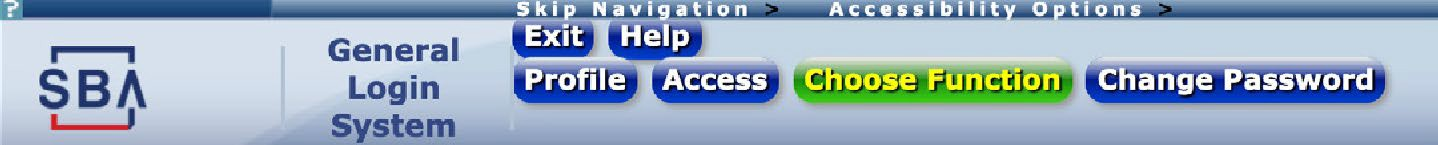 ?
Skip Navigation > Accessibility Options >
SBA
General
Login
System
Exit Help
Profile Access Choose Function Change Password